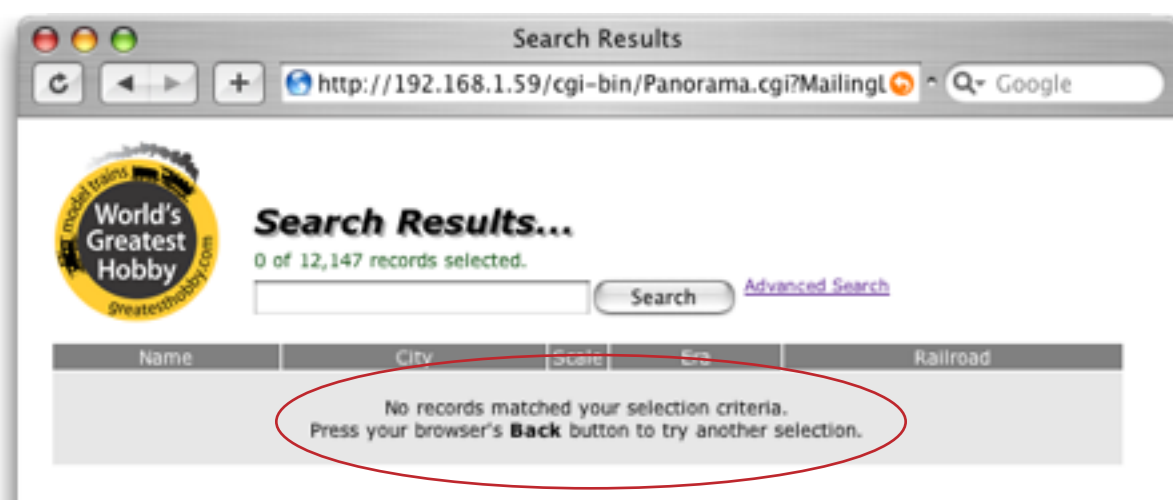 Search Results
http://192.168.1.59/cgi-bin/Panorama.cgi?MailingL
Google
model trains
World's
Greatest
Hobby
greatesthobby.com
Search Results...
0 of 12,147 records selected.
Search
Advanced Search
Name City Scale Era Railroad
No records matched your selection criteria.
Press your browser's Back button to try another selection.